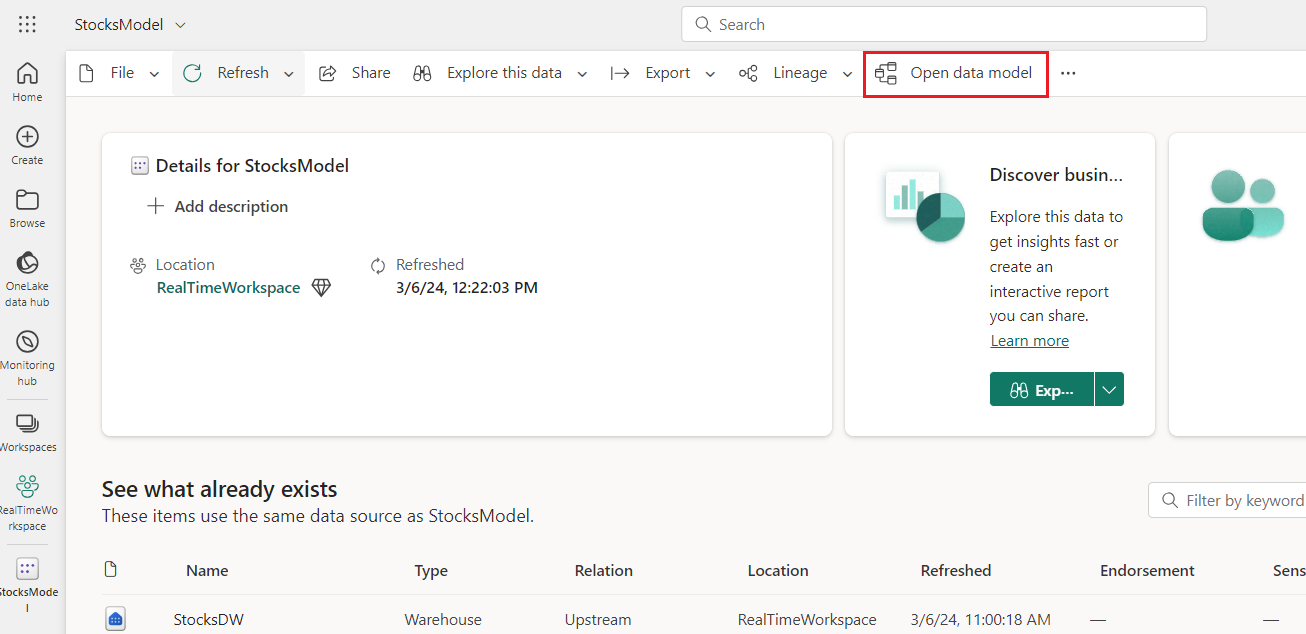 StocksModel
Search
File
Refresh
Share
Explore this data
Export
Lineage
Open data model
...
Home
Create
Browse
OneLake
data hub
Monitoring
hub
Workspaces
RealTimeWo
rkspace
StocksMode
l
Details for StocksModel
Add description
Location
RealTimeWorkspace
Refreshed
3/6/24, 12:22:03 PM
Discover busin...
Explore this data to
get insights fast or
create an
interactive report
you can share.
Learn more
Exp...
See what already exists
These items use the same data source as StocksModel.
Filter by keyword
Name Type Relation Location Refreshed Endorsement Sens
StocksDW Warehouse Upstream RealTimeWorkspace 3/6/24, 11:00:18 AM — —